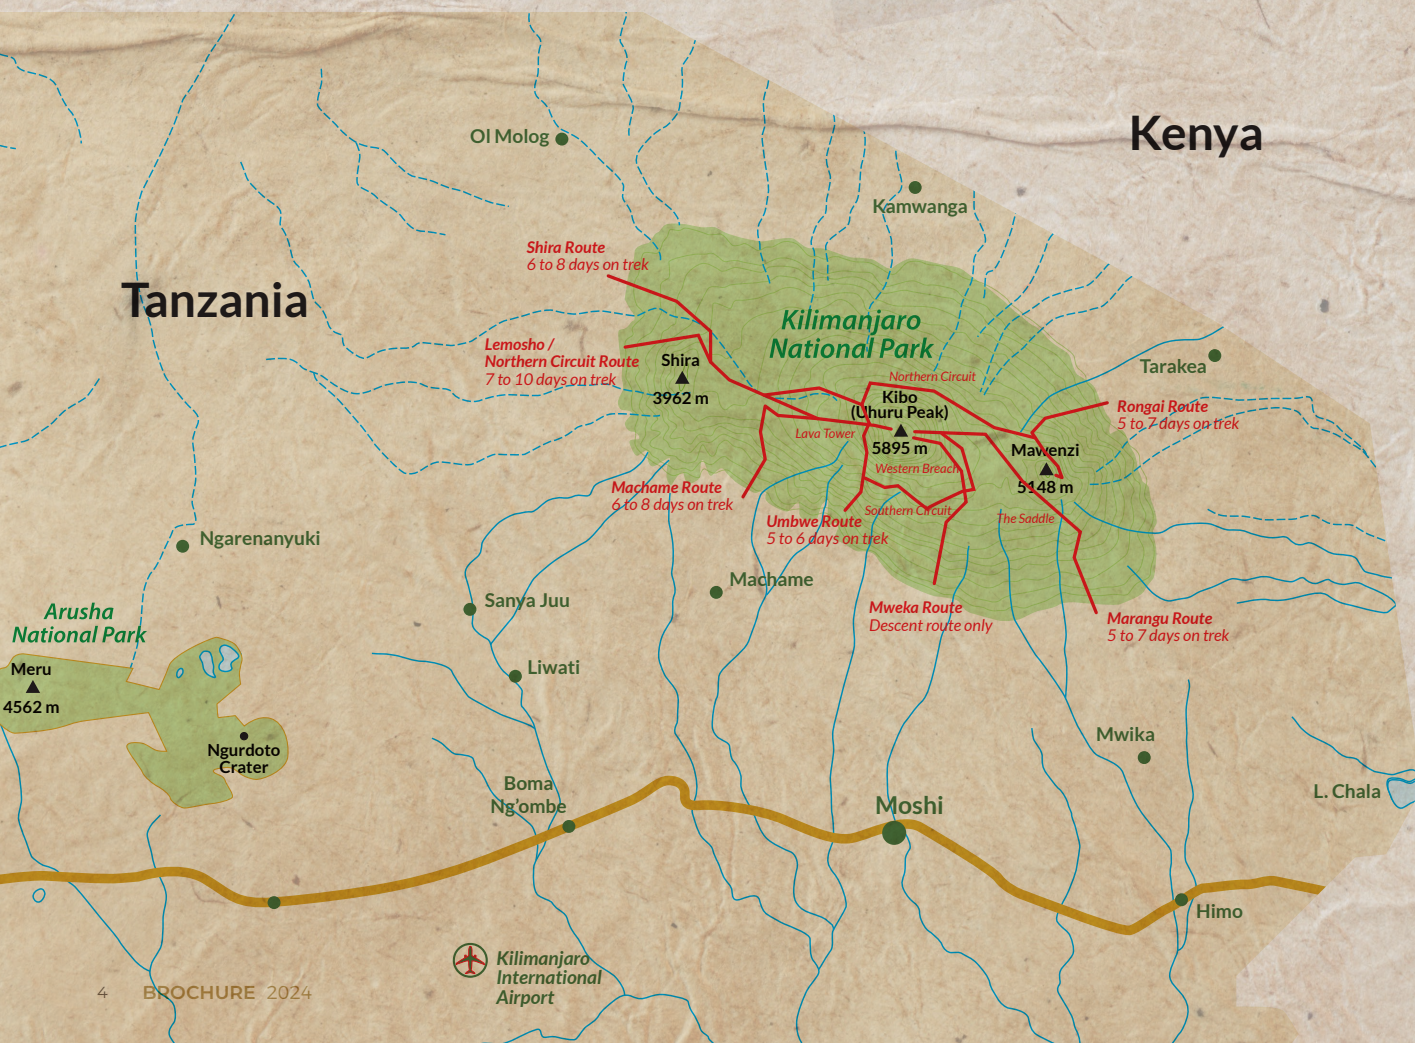 Kenya
Ol Molog
Kamwanga
Shira Route
6 to 8 days on trek
Tanzania
Kilimanjaro
National Park
Lemosho /
Northern Circuit Route
7 to 10 days on trek
Shira
3962 m
Tarakea
Northern Circuit
Kibo
(Uhuru Peak)
5895 m
Rongai Route
5 to 7 days on trek
Lava Tower
Mawenzi
5148 m
Western Breach
Machame Route
6 to 8 days on trek
Umbwe Route
5 to 6 days on trek
Southern Circuit
The Saddle
Ngarenanyuki
Machame
Sanya Juu
Arusha
National Park
Mweka Route
Descent route only
Marangu Route
5 to 7 days on trek
Meru
4562 m
Liwati
Ngurdoto
Crater
Mwika
Boma
Ng'ombe
Moshi
L. Chala
Himo
Kilimanjaro
International
Airport
4 BROCHURE 2024